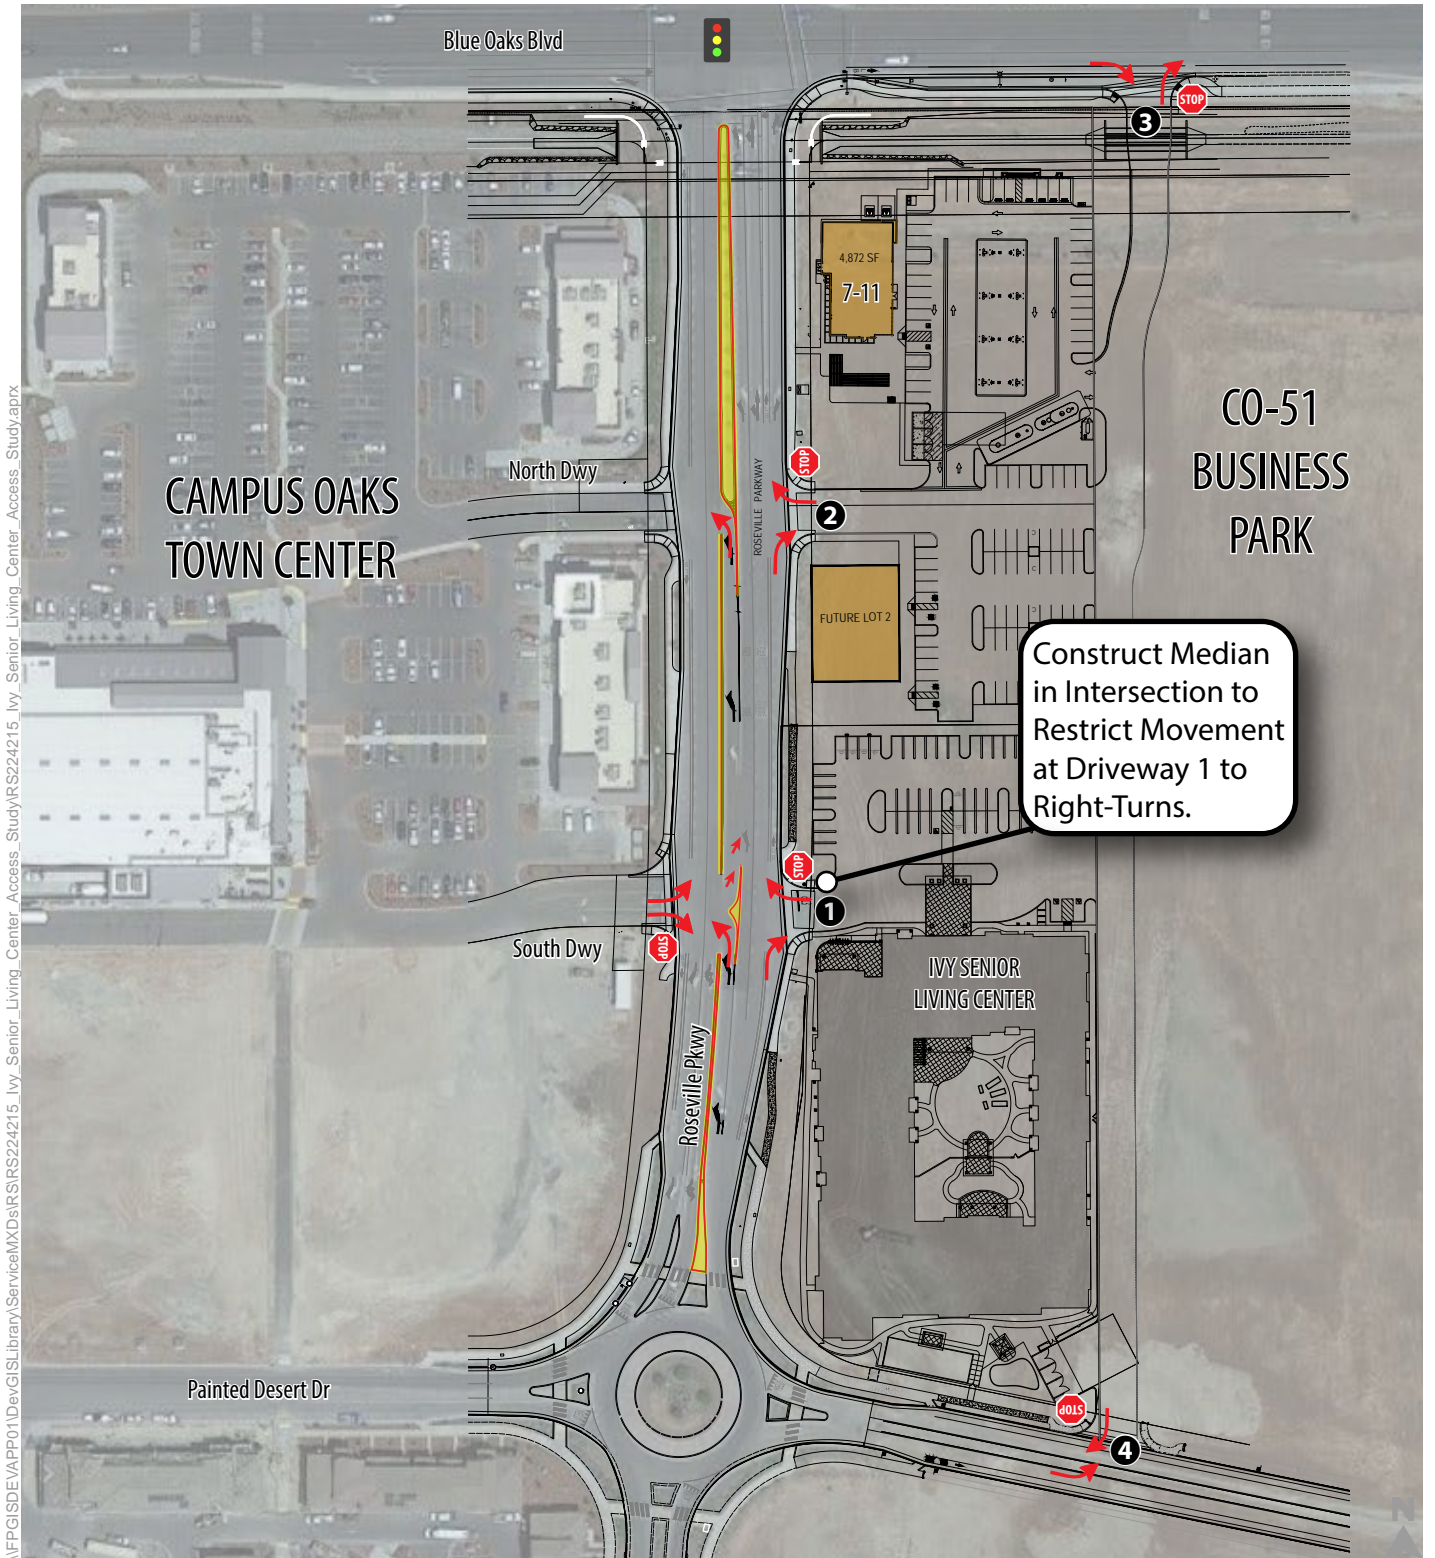 Blue Oaks Blvd
STOP
3
4,872 SF
7-11
CO-51
BUSINESS
PARK
CAMPUS OAKS
TOWN CENTER
North Dwy
STOP
ROSEVILLE PARKWAY
2
FUTURE LOT 2
Construct Median
in Intersection to
Restrict Movement
at Driveway 1 to
Right-Turns.
STOP
1
South Dwy
STOP
IVY SENIOR
LIVING CENTER
Roseville Pkwy
Painted Desert Dr
STOP
4
N
\\FPGISDEVAPP01\DevGISLibrary\ServiceMXDs\RS\RS224215_Ivy_Senior_Living_Center_Access_Study\RS224215_Ivy_Senior_Living_Center_Access_Study.aprx